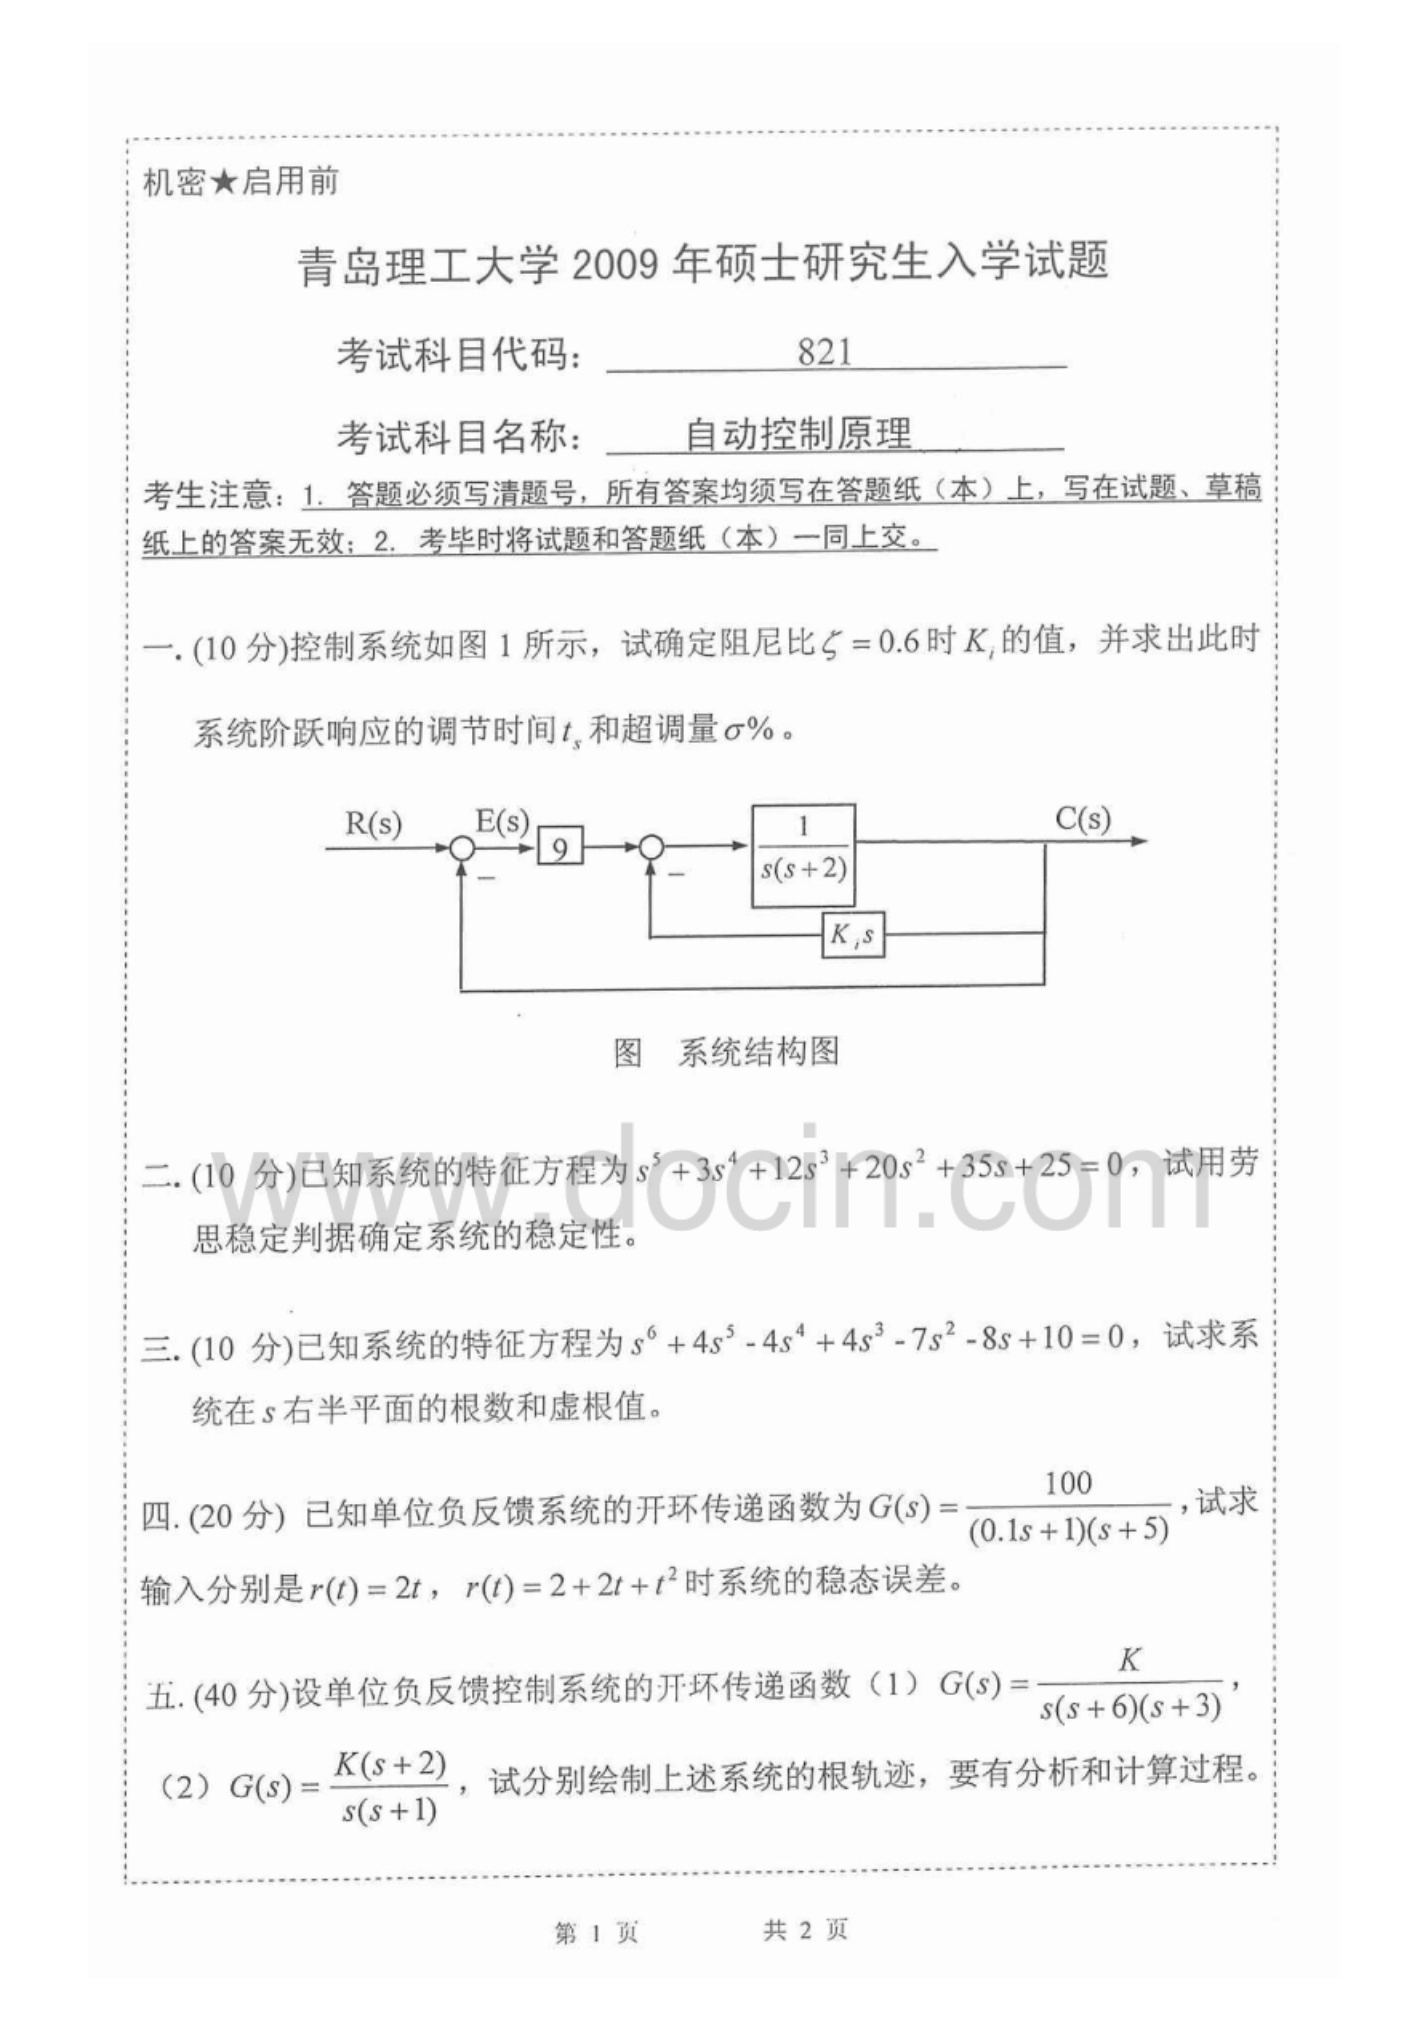 机密★启用前
青岛理工大学 2009 年硕士研究生入学试题
考试科目代码： 821
考试科目名称： 自动控制原理
考生注意：1. 答题必须写清题号，所有答案均须写在答题纸（本）上，写在试题、草稿
纸上的答案无效；2. 考毕时将试题和答题纸（本）一同上交。
一. (10 分)控制系统如图 1 所示，试确定阻尼比 ζ = 0.6 时 K_i 的值，并求出此时
系统阶跃响应的调节时间 t_s 和超调量 σ%。
R(s) E(s) 9 1/(s(s+2)) C(s)
− −
K_i s
图 系统结构图
www.docin.com
二. (10 分)已知系统的特征方程为 s^5 + 3s^4 + 12s^3 + 20s^2 + 35s + 25 = 0，试用劳
思稳定判据确定系统的稳定性。
三. (10 分)已知系统的特征方程为 s^6 + 4s^5 - 4s^4 + 4s^3 - 7s^2 - 8s + 10 = 0，试求系
统在 s 右半平面的根数和虚根值。
四. (20 分) 已知单位负反馈系统的开环传递函数为 G(s) = 100/((0.1s+1)(s+5))，试求
输入分别是 r(t) = 2t， r(t) = 2 + 2t + t^2 时系统的稳态误差。
五. (40 分)设单位负反馈控制系统的开环传递函数（1）G(s) = K/(s(s+6)(s+3))，
（2）G(s) = K(s+2)/(s(s+1))，试分别绘制上述系统的根轨迹，要有分析和计算过程。
第 1 页 共 2 页